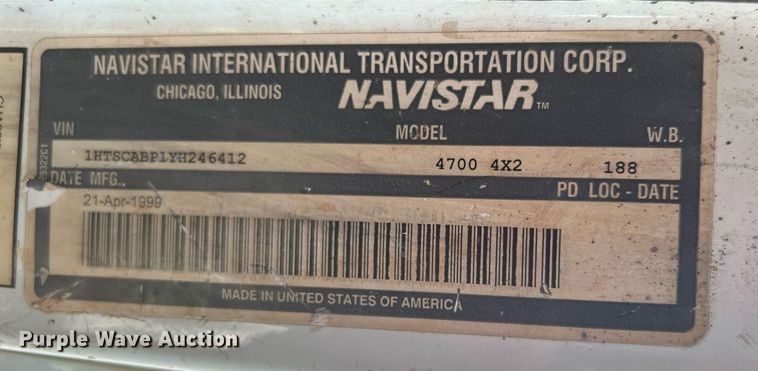 NAVISTAR INTERNATIONAL TRANSPORTATION CORP.
CHICAGO, ILLINOIS NAVISTAR TM
VIN MODEL W.B.
1HTSCABP1YH246412 4700 4X2 188
DATE MFG. PD LOC - DATE
21-Apr-1999
MADE IN UNITED STATES OF AMERICA
Purple Wave Auction